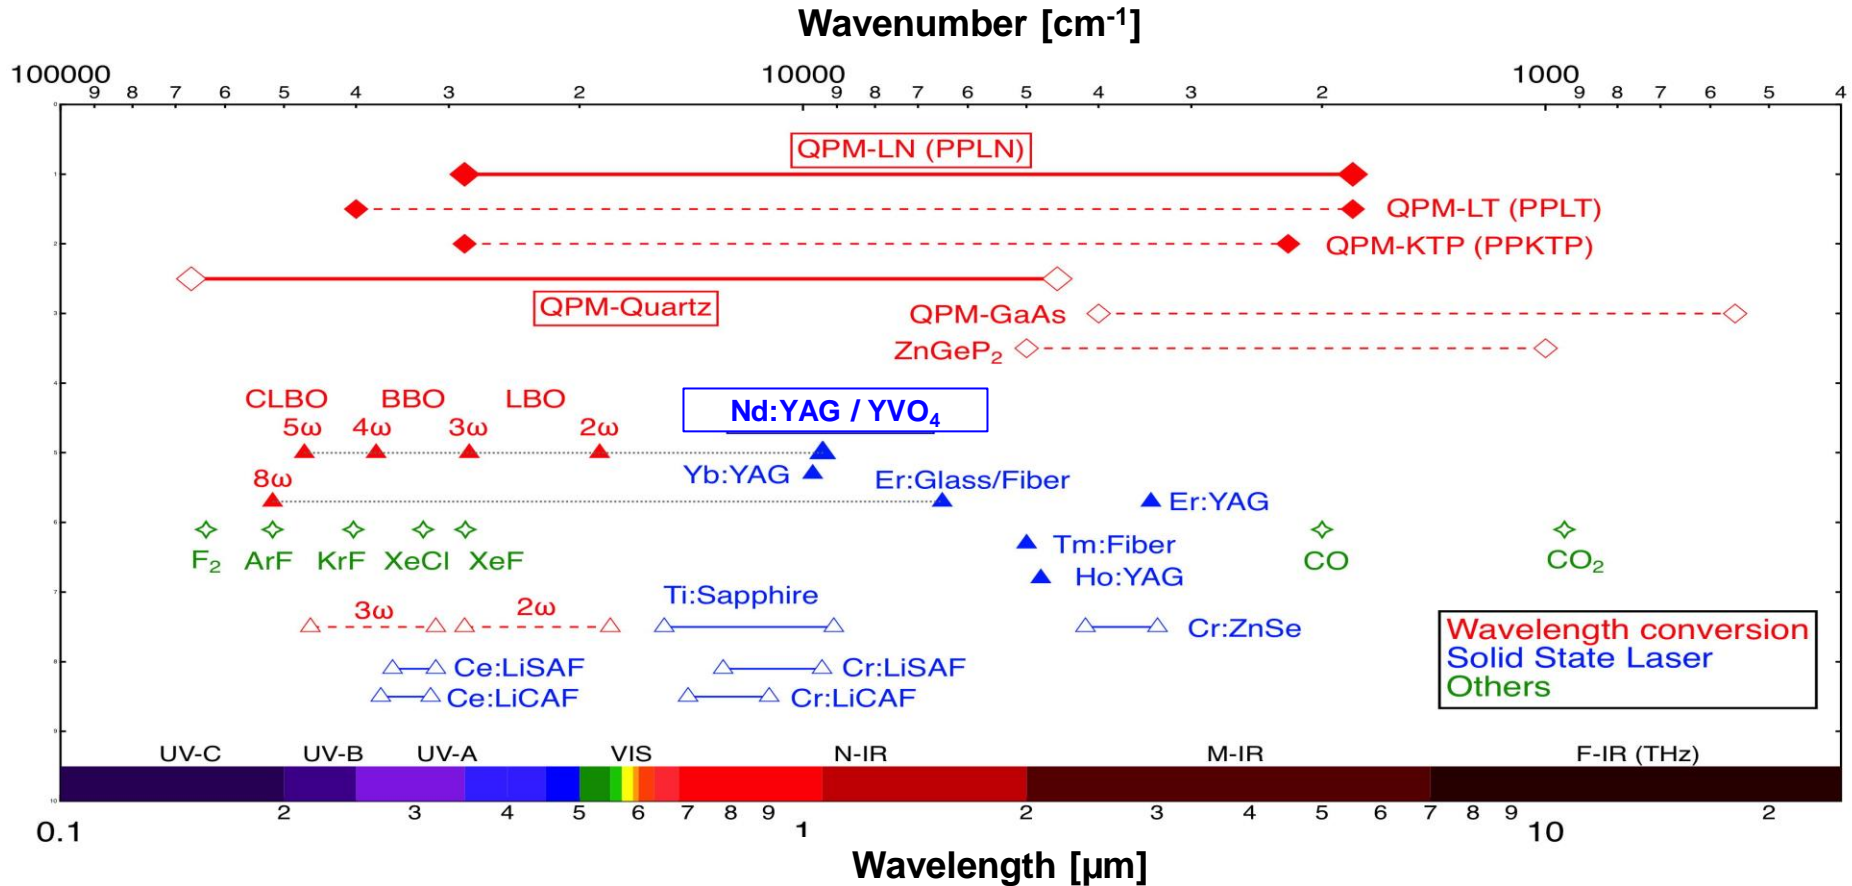 Wavenumber [cm-1]
100000 10000 1000
9 8 7 6 5 4 3 2 9 8 7 6 5 4 3 2 9 8 7 6 5 4
QPM-LN (PPLN)
QPM-LT (PPLT)
QPM-KTP (PPKTP)
QPM-Quartz
QPM-GaAs
ZnGeP2
CLBO BBO LBO
Nd:YAG / YVO4
5ω 4ω 3ω 2ω
Yb:YAG
8ω
Er:Glass/Fiber
Er:YAG
F2 ArF KrF XeCl XeF
Tm:Fiber
CO
CO2
Ho:YAG
3ω 2ω
Ti:Sapphire
Cr:ZnSe
Ce:LiSAF
Cr:LiSAF
Ce:LiCAF
Cr:LiCAF
Wavelength conversion
Solid State Laser
Others
UV-C UV-B UV-A VIS N-IR M-IR F-IR (THz)
2 3 4 5 6 7 8 9 2 3 4 5 6 7 8 9 2
0.1 1 10
Wavelength [µm]